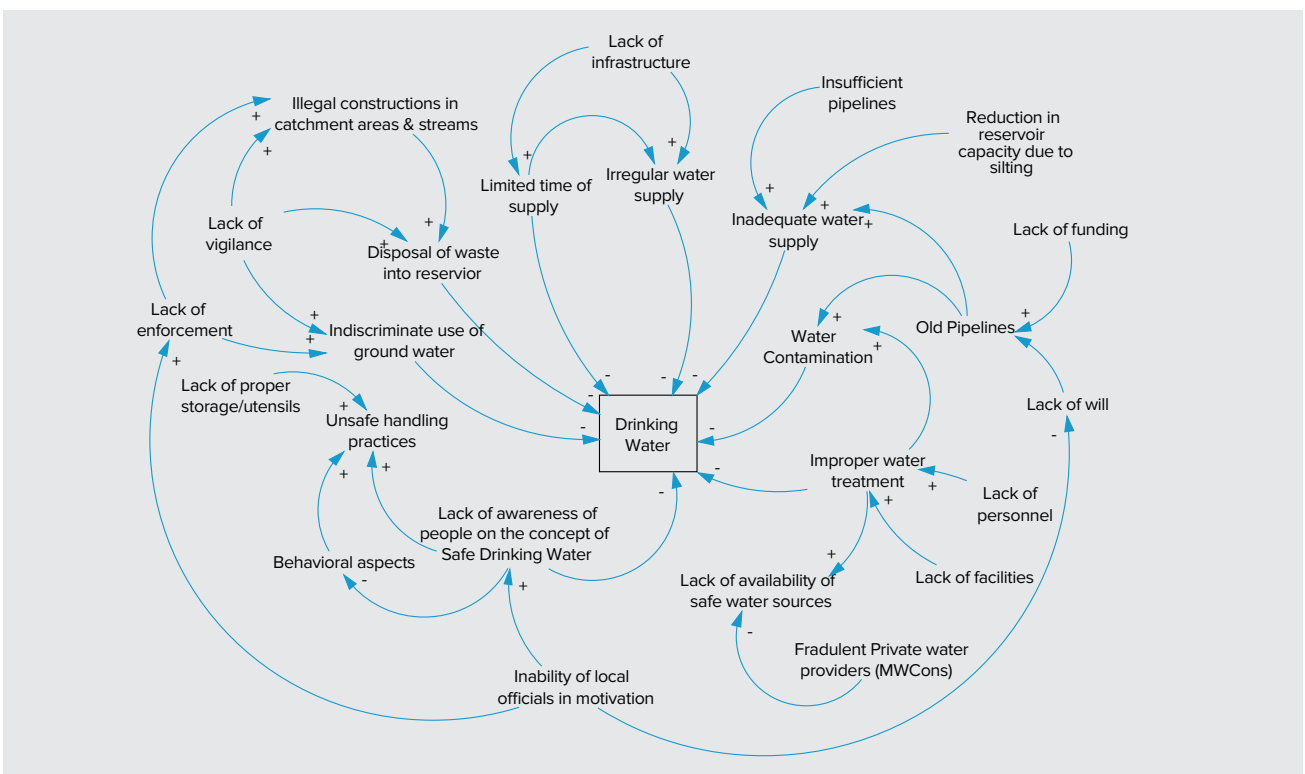 Lack of
infrastructure
Insufficient
pipelines
Illegal constructions in
catchment areas & streams
+
+
Reduction in
reservoir
capacity due to
silting
+
+
Limited time of
supply
Irregular water
supply
+
+
+
Inadequate water
supply
Lack of
vigilance
+
+
Disposal of waste
into reservior
Lack of funding
Lack of
enforcement
+
+
+
Indiscriminate use of
ground water
+
+
Water
Contamination
Old Pipelines
+
Lack of proper
storage/utensils
+
Unsafe handling
practices
+
+
-
-
-
-
-
-
-
-
Drinking
Water
Lack of will
-
Improper water
treatment
+
+
Lack of
personnel
Lack of awareness of
people on the concept of
Safe Drinking Water
-
+
Behavioral aspects
-
+
Lack of availability of
safe water sources
Lack of facilities
-
Fradulent Private water
providers (MWCons)
Inability of local
officials in motivation